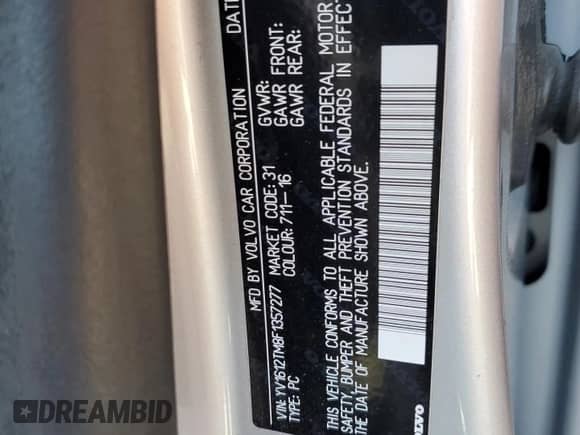 MFD BY VOLVO CAR CORPORATION
DATE
GVWR:
GAWR FRONT:
GAWR REAR:
VIN: YV1612TM8F1357277
MARKET CODE: 31
TYPE: PC
COLOUR: 711-16
THIS VEHICLE CONFORMS TO ALL APPLICABLE FEDERAL MOTOR
SAFETY, BUMPER AND THEFT PREVENTION STANDARDS IN EFFECT
THE DATE OF MANUFACTURE SHOWN ABOVE.
VOLVO
DREAMBID